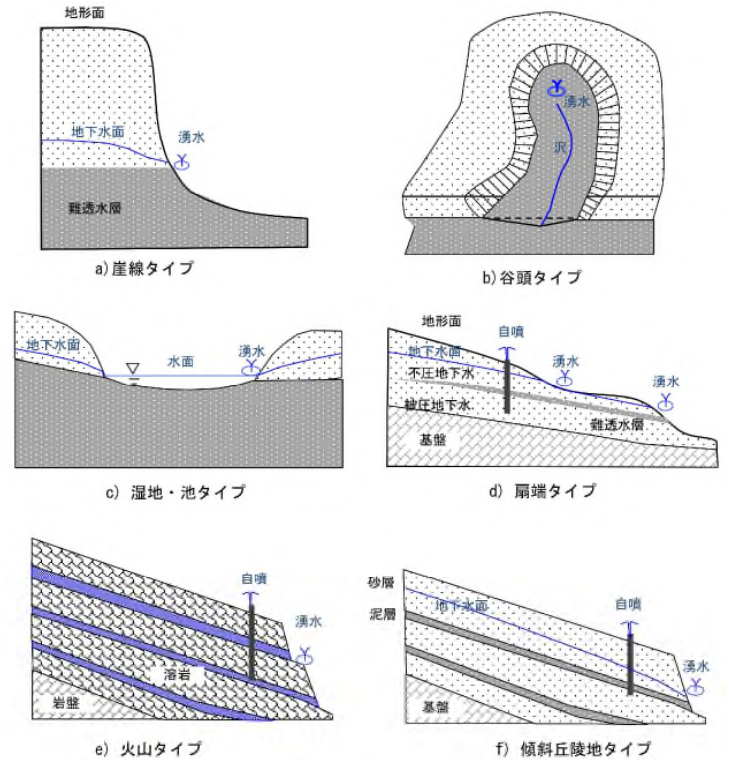 地形面
地下水面
湧水
難透水層
a)崖線タイプ
湧水
沢
b)谷頭タイプ
地下水面
水面
湧水
c) 湿地・池タイプ
地形面
自噴
地下水面
湧水
不圧地下水
湧水
被圧地下水
難透水層
基盤
d) 扇端タイプ
自噴
湧水
溶岩
岩盤
e) 火山タイプ
砂層
地下水面
自噴
泥層
湧水
基盤
f) 傾斜丘陵地タイプ